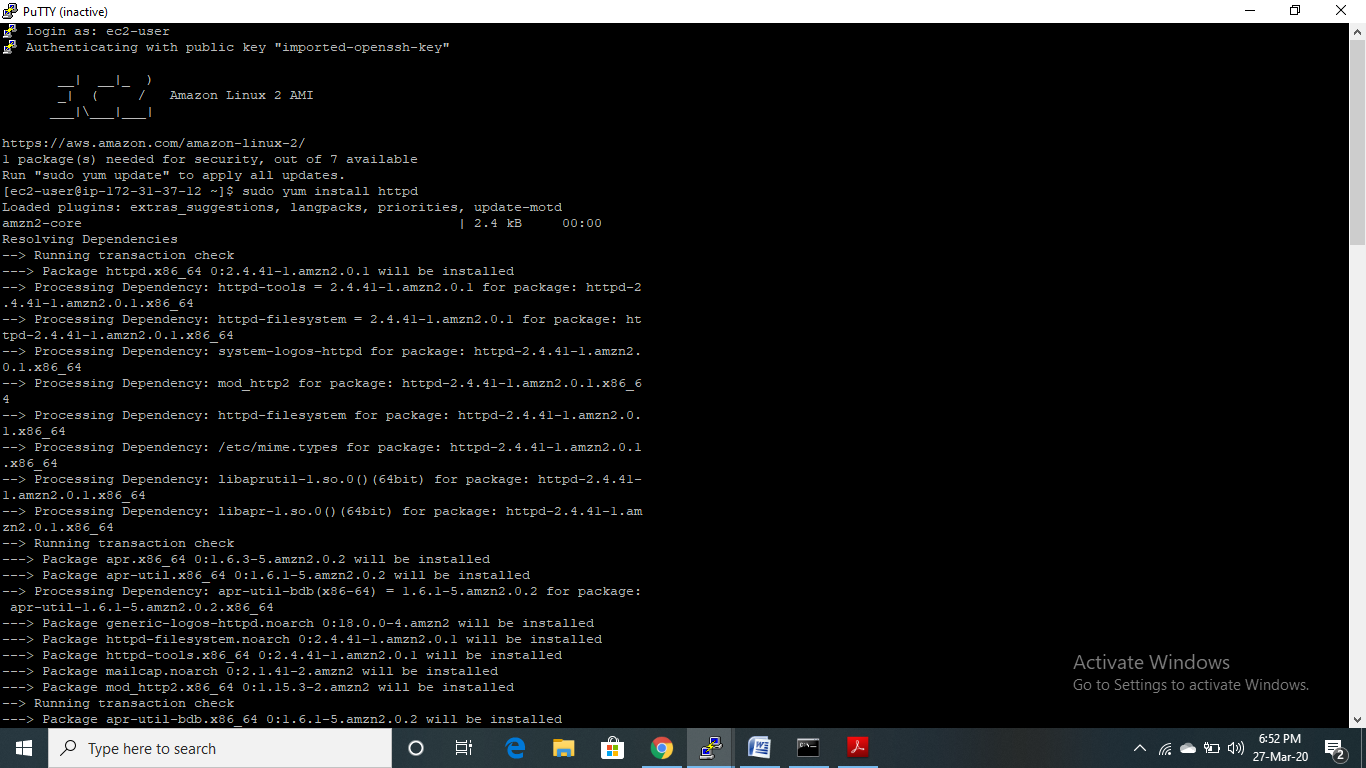 PuTTY (inactive)
login as: ec2-user
Authenticating with public key "imported-openssh-key"
__|  __|_  )
_|  (     /   Amazon Linux 2 AMI
___|\___|___|
https://aws.amazon.com/amazon-linux-2/
1 package(s) needed for security, out of 7 available
Run "sudo yum update" to apply all updates.
[ec2-user@ip-172-31-37-12 ~]$ sudo yum install httpd
Loaded plugins: extras_suggestions, langpacks, priorities, update-motd
amzn2-core                                               | 2.4 kB     00:00
Resolving Dependencies
--> Running transaction check
---> Package httpd.x86_64 0:2.4.41-1.amzn2.0.1 will be installed
--> Processing Dependency: httpd-tools = 2.4.41-1.amzn2.0.1 for package: httpd-2
.4.41-1.amzn2.0.1.x86_64
--> Processing Dependency: httpd-filesystem = 2.4.41-1.amzn2.0.1 for package: ht
tpd-2.4.41-1.amzn2.0.1.x86_64
--> Processing Dependency: system-logos-httpd for package: httpd-2.4.41-1.amzn2.
0.1.x86_64
--> Processing Dependency: mod_http2 for package: httpd-2.4.41-1.amzn2.0.1.x86_6
4
--> Processing Dependency: httpd-filesystem for package: httpd-2.4.41-1.amzn2.0.
1.x86_64
--> Processing Dependency: /etc/mime.types for package: httpd-2.4.41-1.amzn2.0.1
.x86_64
--> Processing Dependency: libaprutil-1.so.0()(64bit) for package: httpd-2.4.41-
1.amzn2.0.1.x86_64
--> Processing Dependency: libapr-1.so.0()(64bit) for package: httpd-2.4.41-1.am
zn2.0.1.x86_64
--> Running transaction check
---> Package apr.x86_64 0:1.6.3-5.amzn2.0.2 will be installed
---> Package apr-util.x86_64 0:1.6.1-5.amzn2.0.2 will be installed
--> Processing Dependency: apr-util-bdb(x86-64) = 1.6.1-5.amzn2.0.2 for package:
apr-util-1.6.1-5.amzn2.0.2.x86_64
---> Package generic-logos-httpd.noarch 0:18.0.0-4.amzn2 will be installed
---> Package httpd-filesystem.noarch 0:2.4.41-1.amzn2.0.1 will be installed
---> Package httpd-tools.x86_64 0:2.4.41-1.amzn2.0.1 will be installed
---> Package mailcap.noarch 0:2.1.41-2.amzn2 will be installed
---> Package mod_http2.x86_64 0:1.15.3-2.amzn2 will be installed
--> Running transaction check
---> Package apr-util-bdb.x86_64 0:1.6.1-5.amzn2.0.2 will be installed
Activate Windows
Go to Settings to activate Windows.
Type here to search
6:52 PM
27-Mar-20
2